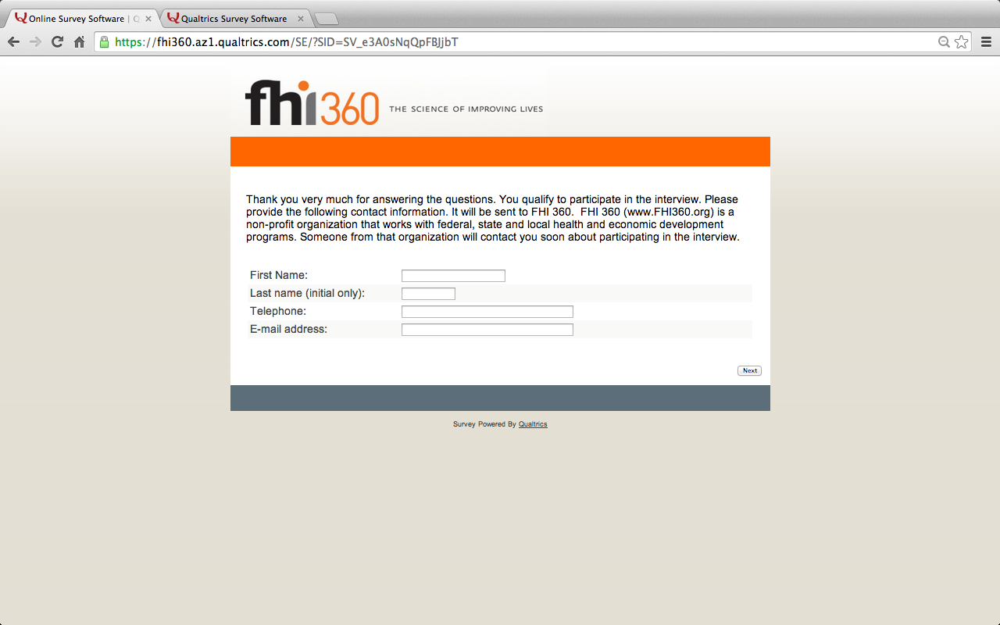 Online Survey Software | Q
Qualtrics Survey Software
https://fhi360.az1.qualtrics.com/SE/?SID=SV_e3A0sNqQpFBJjbT
fhi360 THE SCIENCE OF IMPROVING LIVES
Thank you very much for answering the questions. You qualify to participate in the interview. Please
provide the following contact information. It will be sent to FHI 360.  FHI 360 (www.FHI360.org) is a
non-profit organization that works with federal, state and local health and economic development
programs. Someone from that organization will contact you soon about participating in the interview.
First Name:
Last name (initial only):
Telephone:
E-mail address:
Next
Survey Powered By Qualtrics